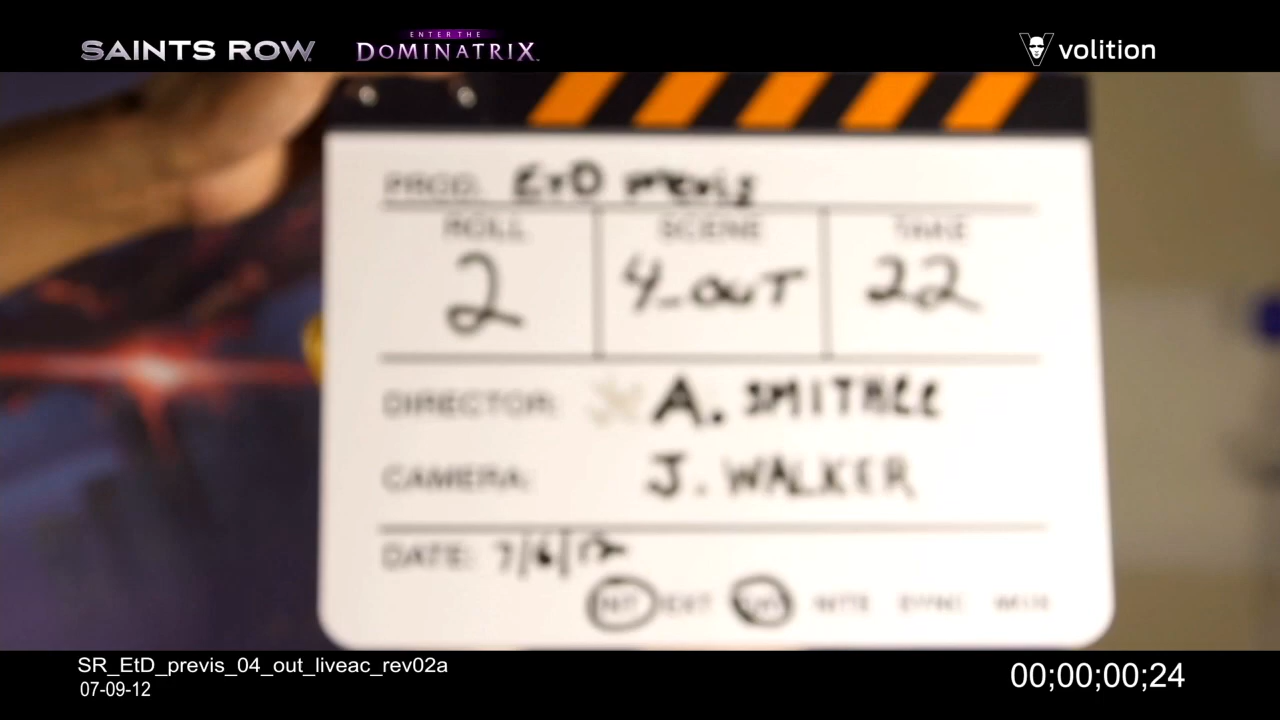 SAINTS ROW
ENTER THE
DOMINATRIX
volition
PROD. EtD previs
ROLL SCENE TAKE
2 4_OUT 22
DIRECTOR: A. SMITHEE
CAMERA: J. WALKER
DATE: 7/6/12
INT EXT DAY NITE SYNC MOS
SR_EtD_previs_04_out_liveac_rev02a
07-09-12
00;00;00;24